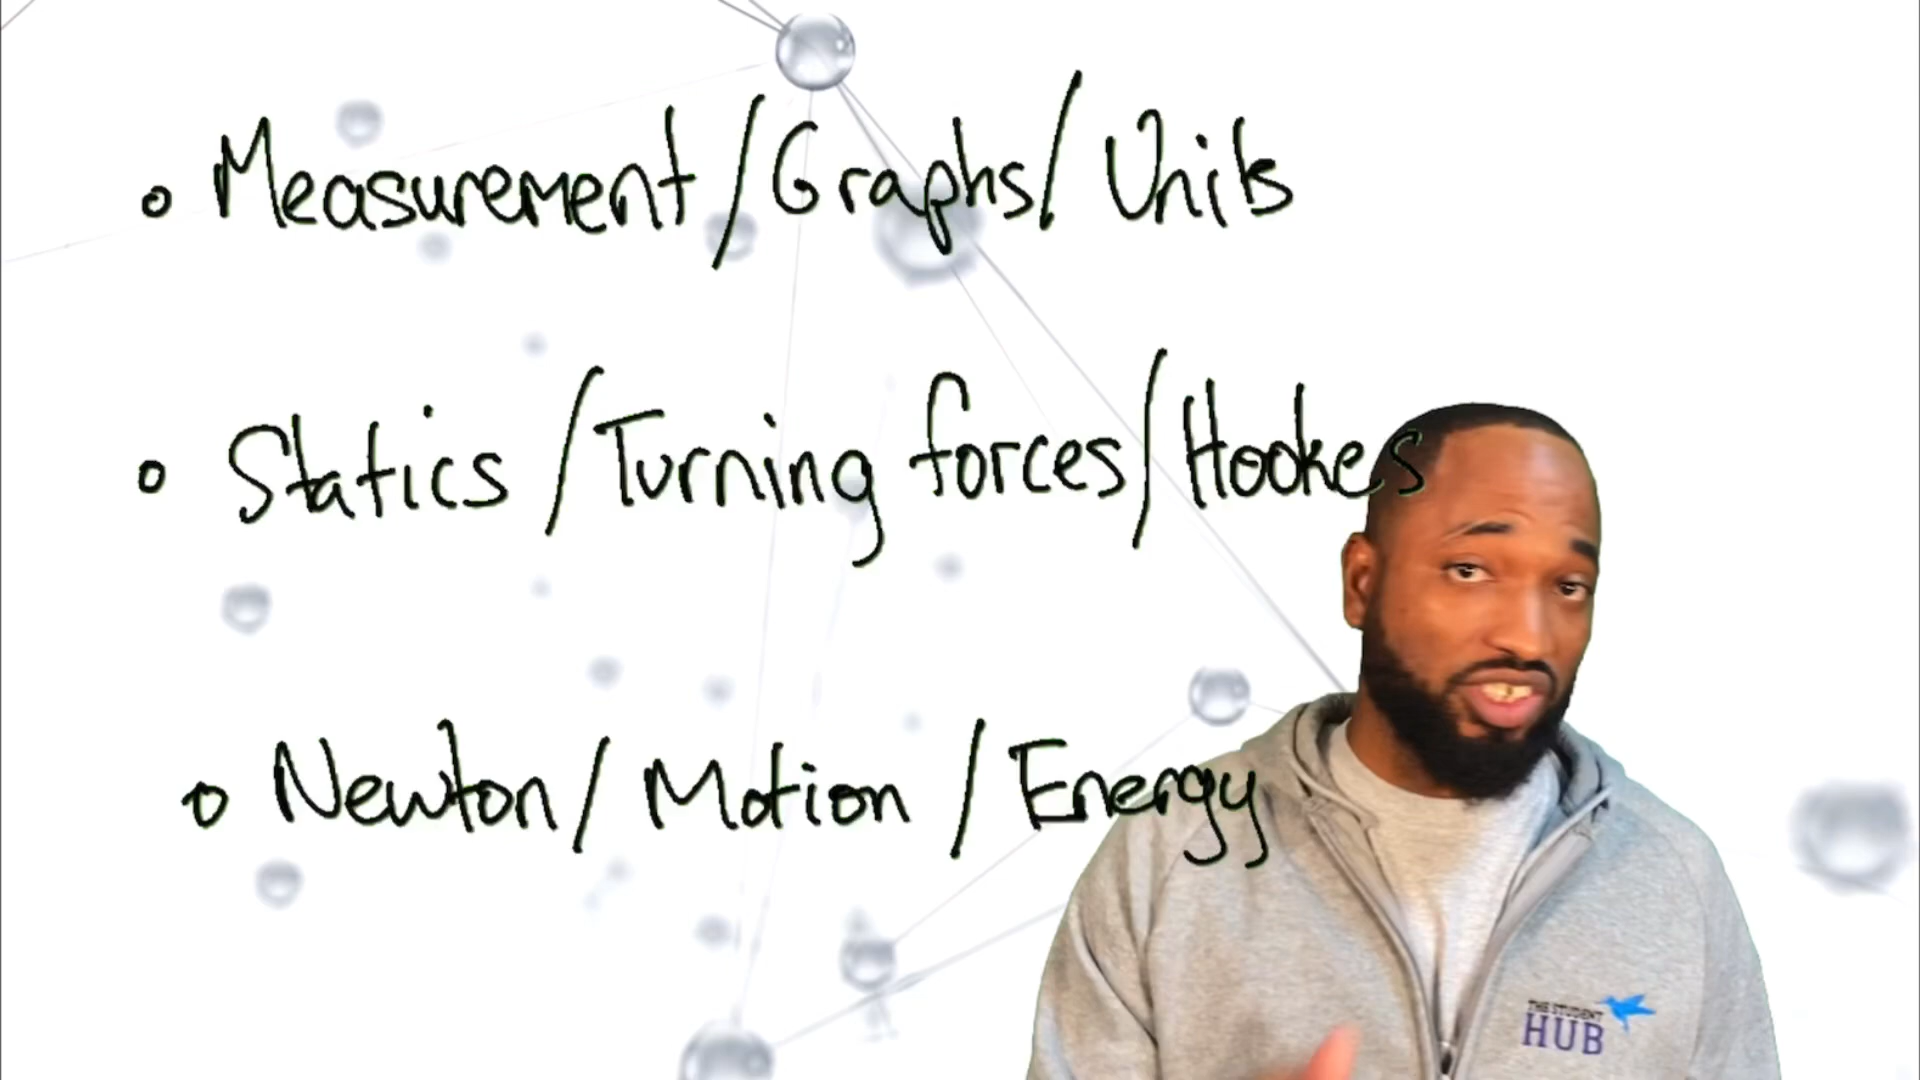 Measurement/Graphs/Units
Statics/Turning forces/Hookes
Newton/Motion/Energy
THE STUDENT
HUB